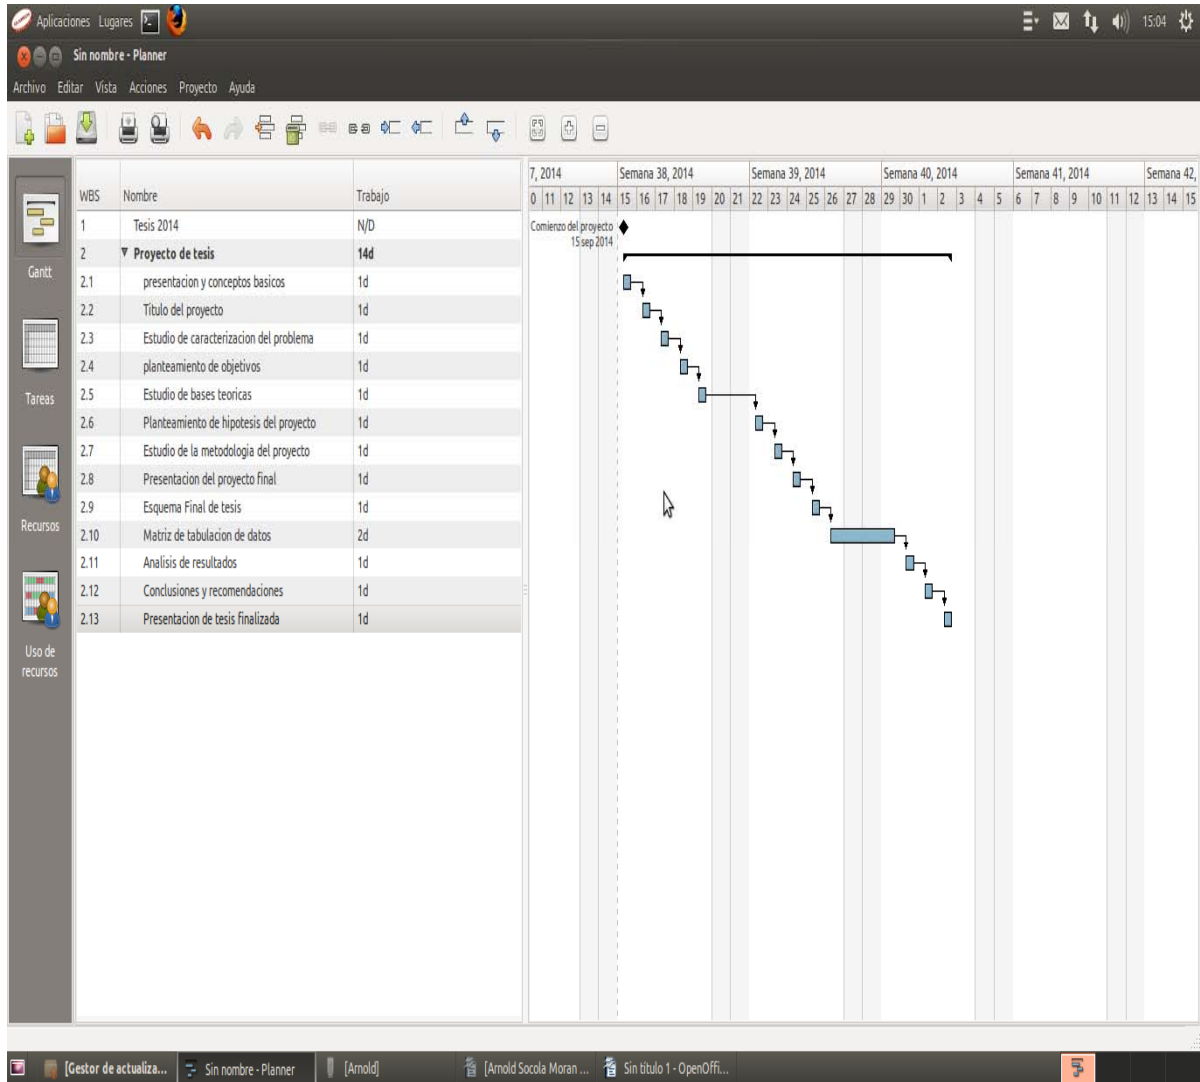 Aplicaciones Lugares 15:04
Sin nombre - Planner
Archivo Editar Vista Acciones Proyecto Ayuda
WBS Nombre Trabajo
1 Tesis 2014 N/D
2 Proyecto de tesis 14d
2.1 presentacion y conceptos basicos 1d
2.2 Titulo del proyecto 1d
2.3 Estudio de caracterizacion del problema 1d
2.4 planteamiento de objetivos 1d
2.5 Estudio de bases teoricas 1d
2.6 Planteamiento de hipotesis del proyecto 1d
2.7 Estudio de la metodologia del proyecto 1d
2.8 Presentacion del proyecto final 1d
2.9 Esquema Final de tesis 1d
2.10 Matriz de tabulacion de datos 2d
2.11 Analisis de resultados 1d
2.12 Conclusiones y recomendaciones 1d
2.13 Presentacion de tesis finalizada 1d
7, 2014 Semana 38, 2014 Semana 39, 2014 Semana 40, 2014 Semana 41, 2014 Semana 42,
0 11 12 13 14 15 16 17 18 19 20 21 22 23 24 25 26 27 28 29 30 1 2 3 4 5 6 7 8 9 10 11 12 13 14 15
Comienzo del proyecto
15 sep 2014
Gantt
Tareas
Recursos
Uso de
recursos
[Gestor de actualiza... Sin nombre - Planner [Arnold] [Arnold Socola Moran ... Sin título 1 - OpenOffi...